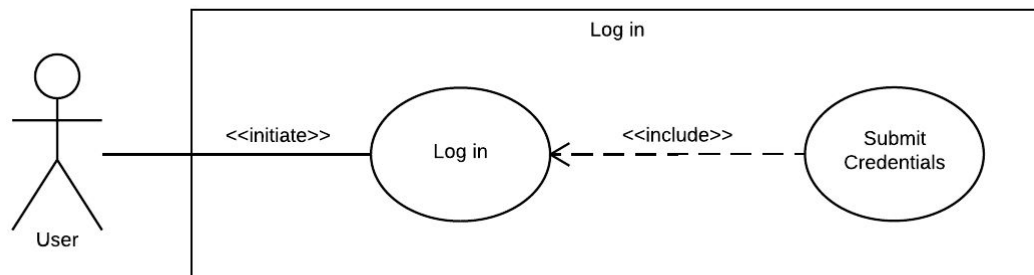 Log in
<<initiate>>
Log in
<<include>>
Submit
Credentials
User